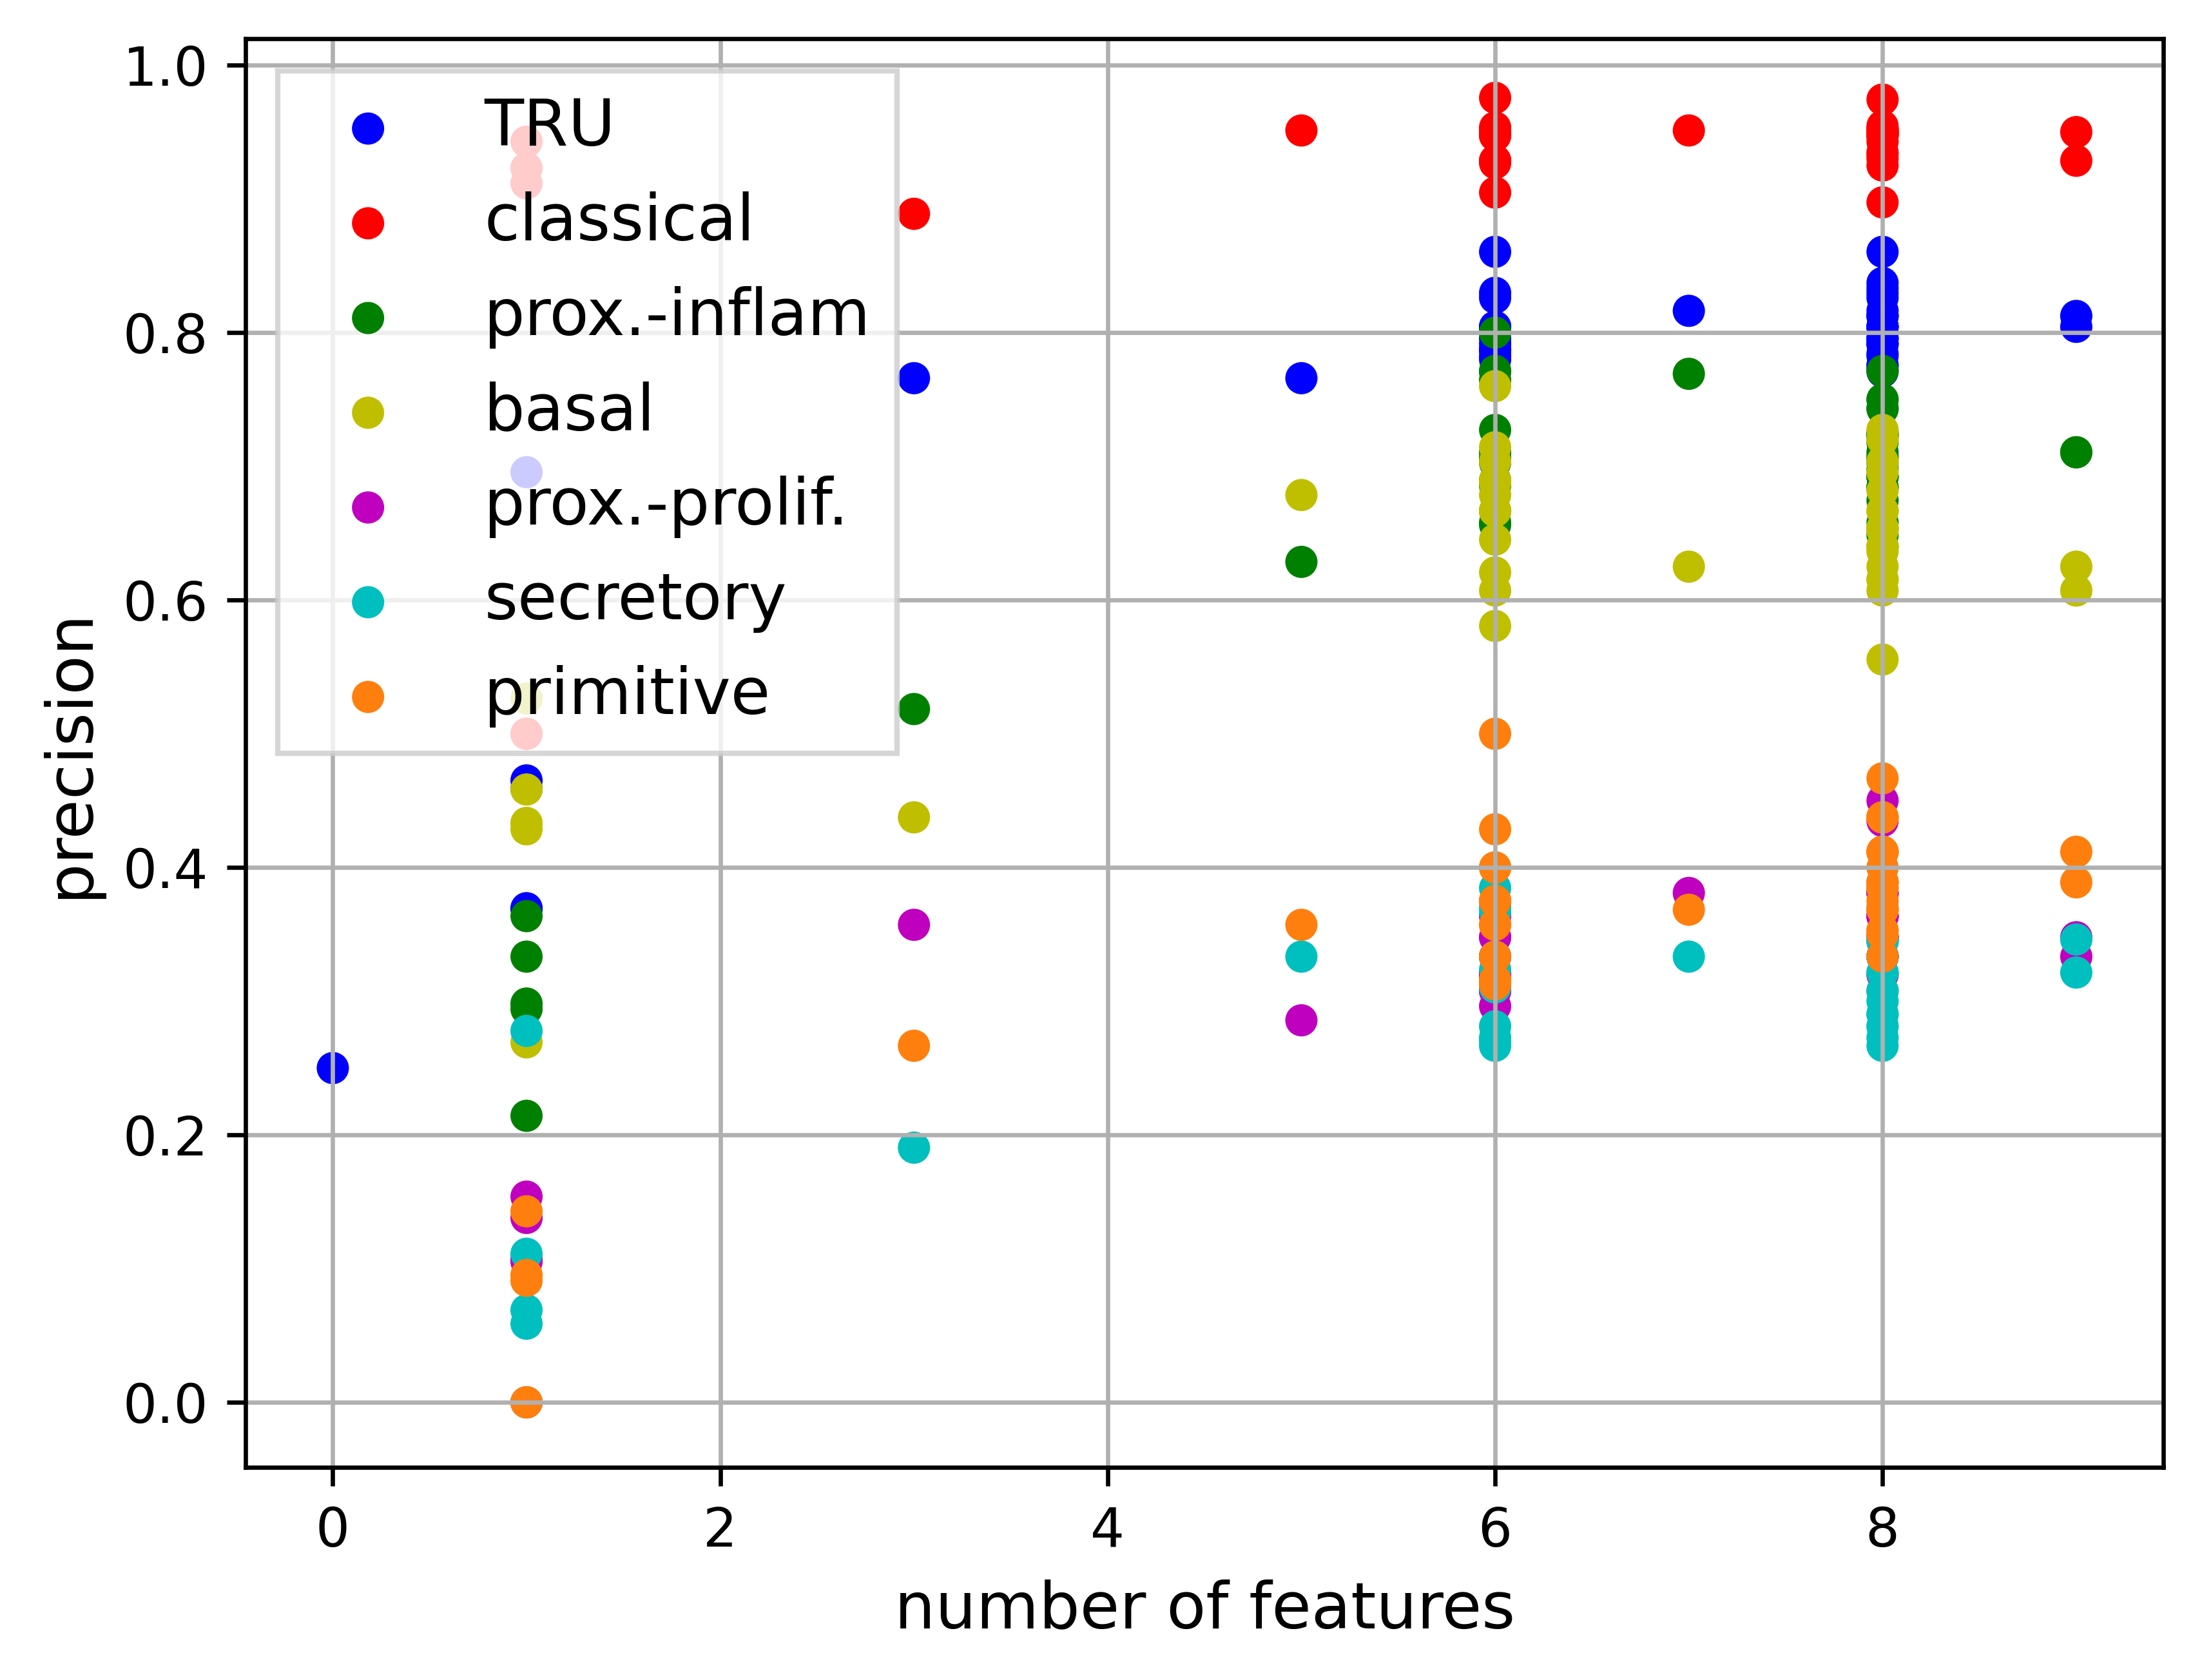 1.0
0.8
0.6
0.4
0.2
0.0
precision
TRU
classical
prox.-inflam
basal
prox.-prolif.
secretory
primitive
0 2 4 6 8
number of features